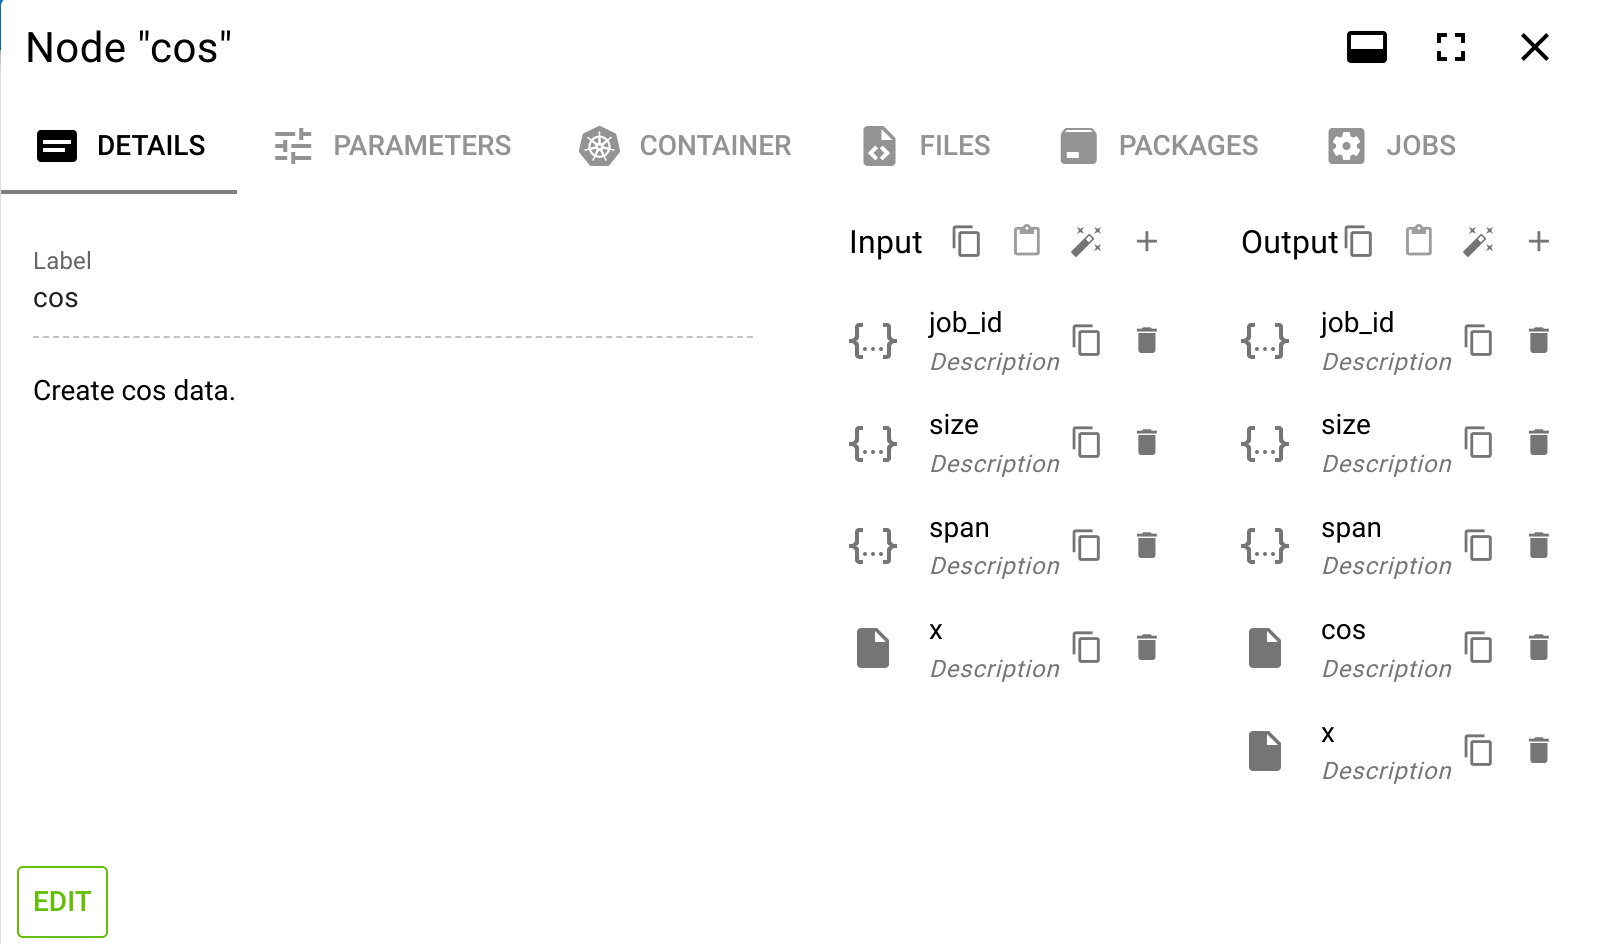 Node "cos"
DETAILS
PARAMETERS
CONTAINER
FILES
PACKAGES
JOBS
Label
cos
Create cos data.
Input
{...}
job_id
Description
{...}
size
Description
{...}
span
Description
x
Description
Output
{...}
job_id
Description
{...}
size
Description
{...}
span
Description
cos
Description
x
Description
EDIT